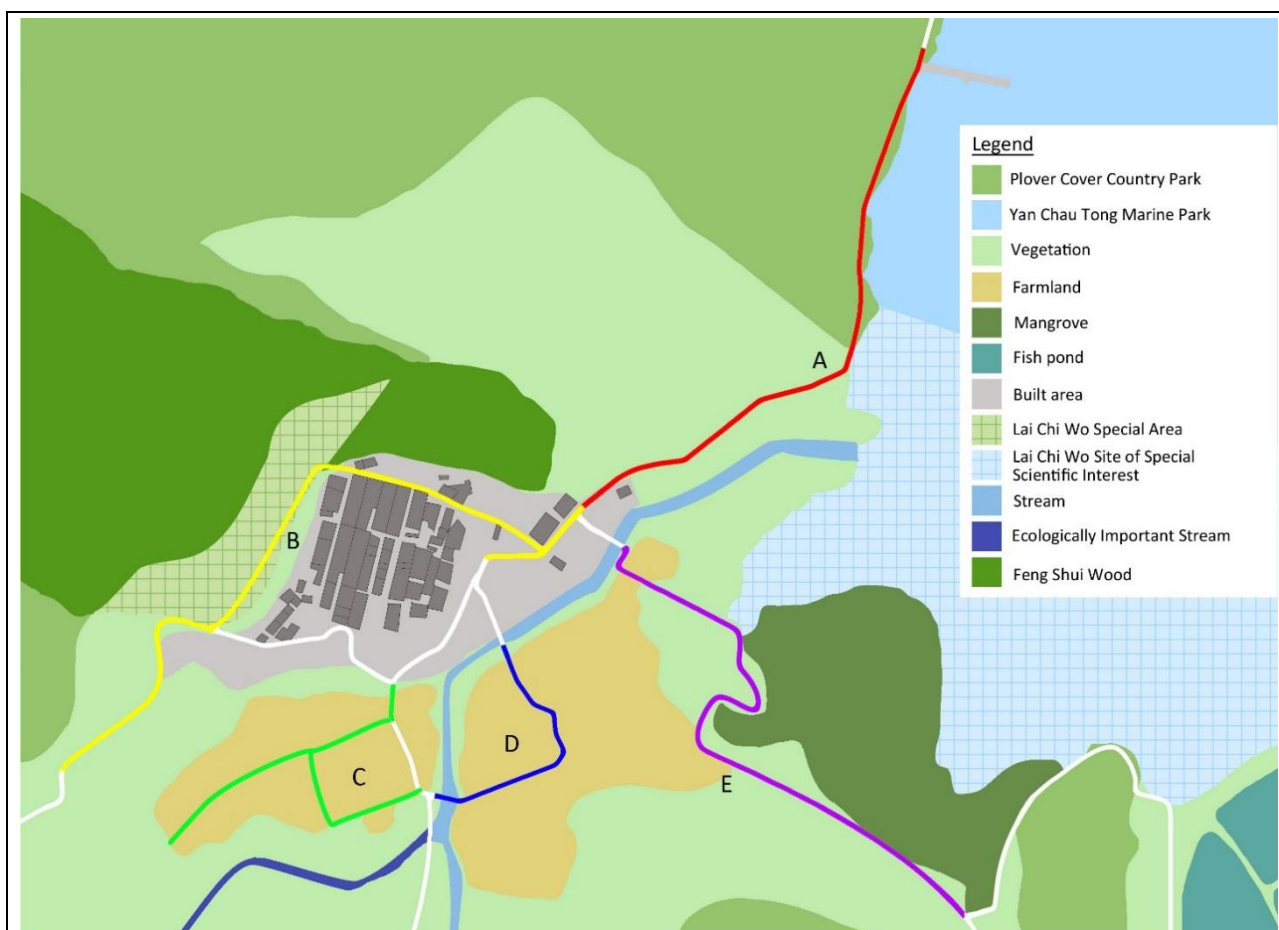 A
B
C
D
E
Legend
Plover Cover Country Park
Yan Chau Tong Marine Park
Vegetation
Farmland
Mangrove
Fish pond
Built area
Lai Chi Wo Special Area
Lai Chi Wo Site of Special
Scientific Interest
Stream
Ecologically Important Stream
Feng Shui Wood